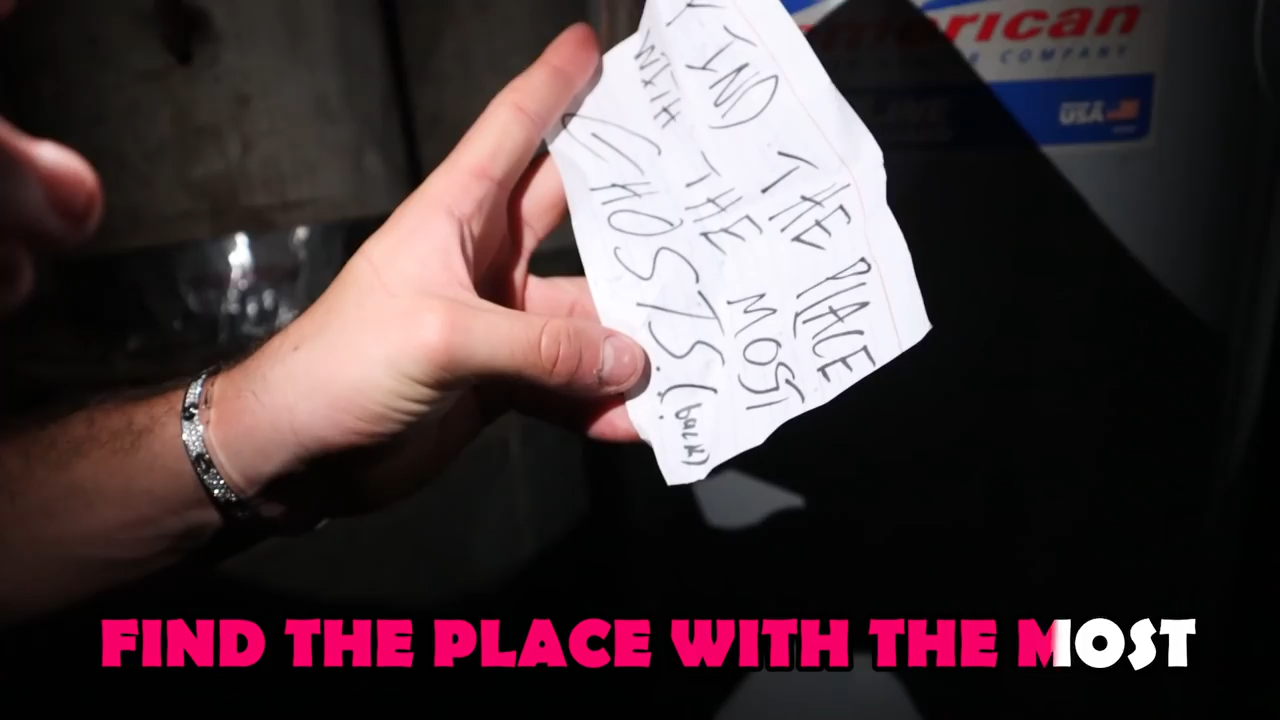 American
COMPANY
USA
FIND THE PLACE
WITH THE MOST
GHOSTS. (back)
FIND THE PLACE WITH THE MOST